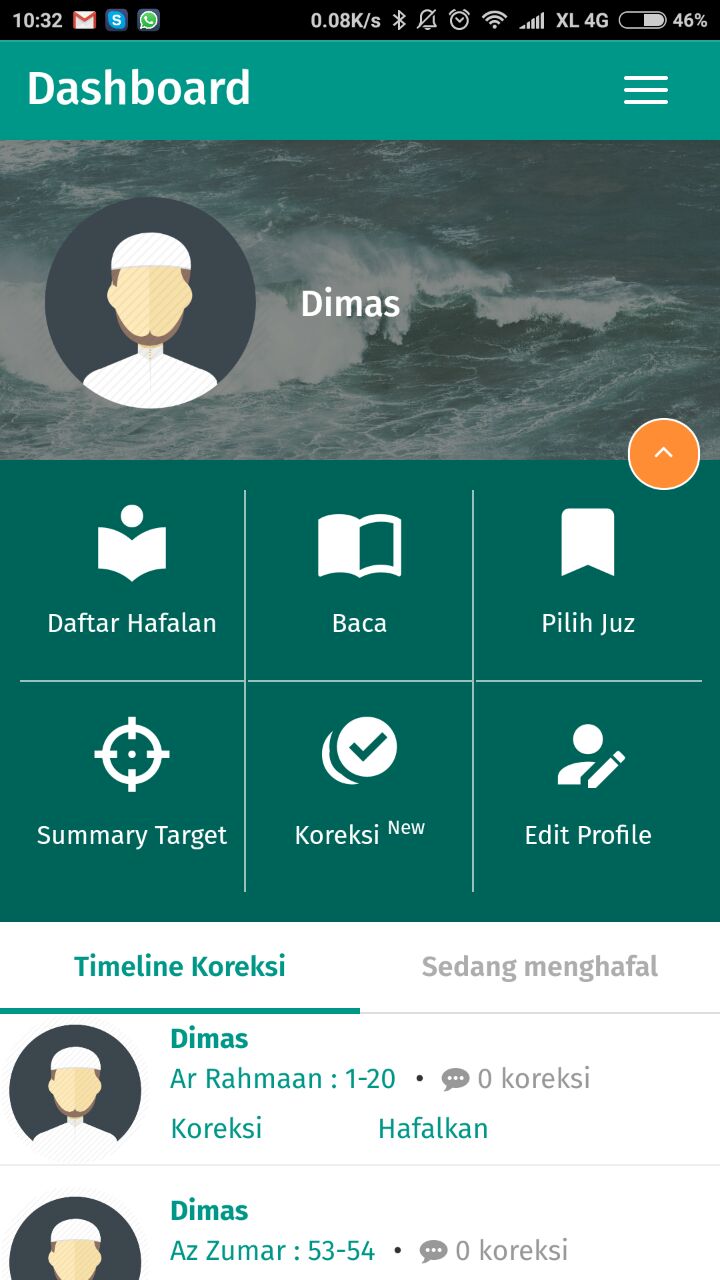 10:32 0.08K/s XL 4G 46%
Dashboard
Dimas
Daftar Hafalan Baca Pilih Juz
Summary Target Koreksi New Edit Profile
Timeline Koreksi Sedang menghafal
Dimas
Ar Rahmaan : 1-20 • 0 koreksi
Koreksi Hafalkan
Dimas
Az Zumar : 53-54 • 0 koreksi